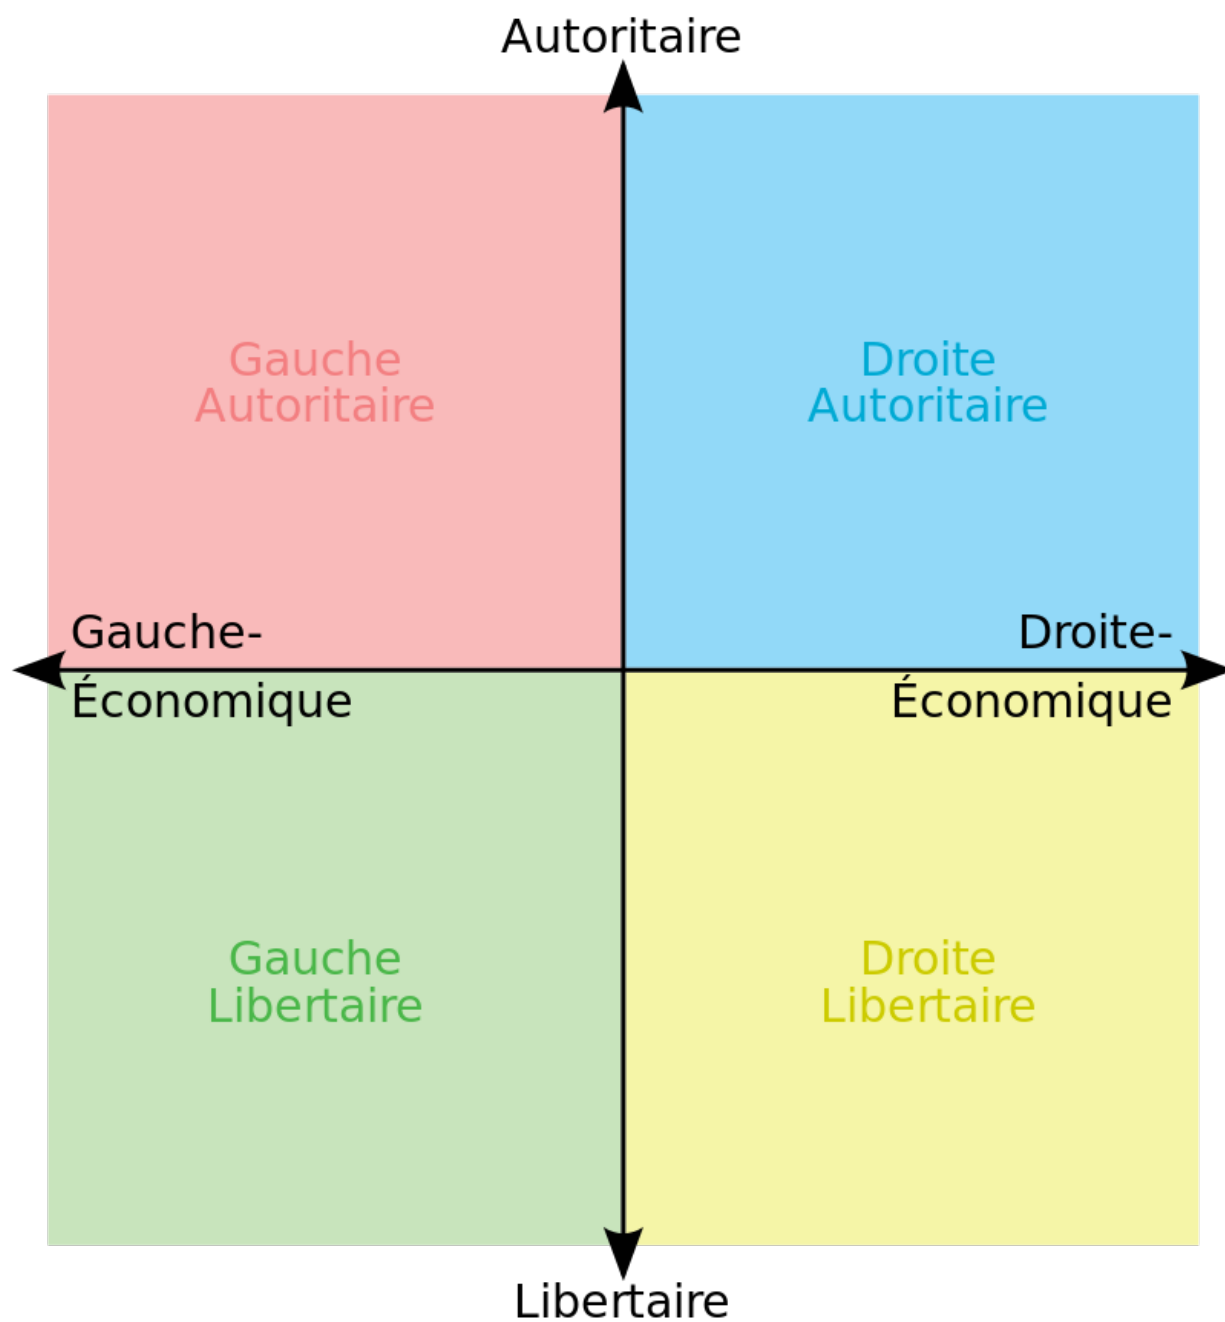 Autoritaire
Gauche
Autoritaire
Droite
Autoritaire
Gauche-
Économique
Droite-
Économique
Gauche
Libertaire
Droite
Libertaire
Libertaire